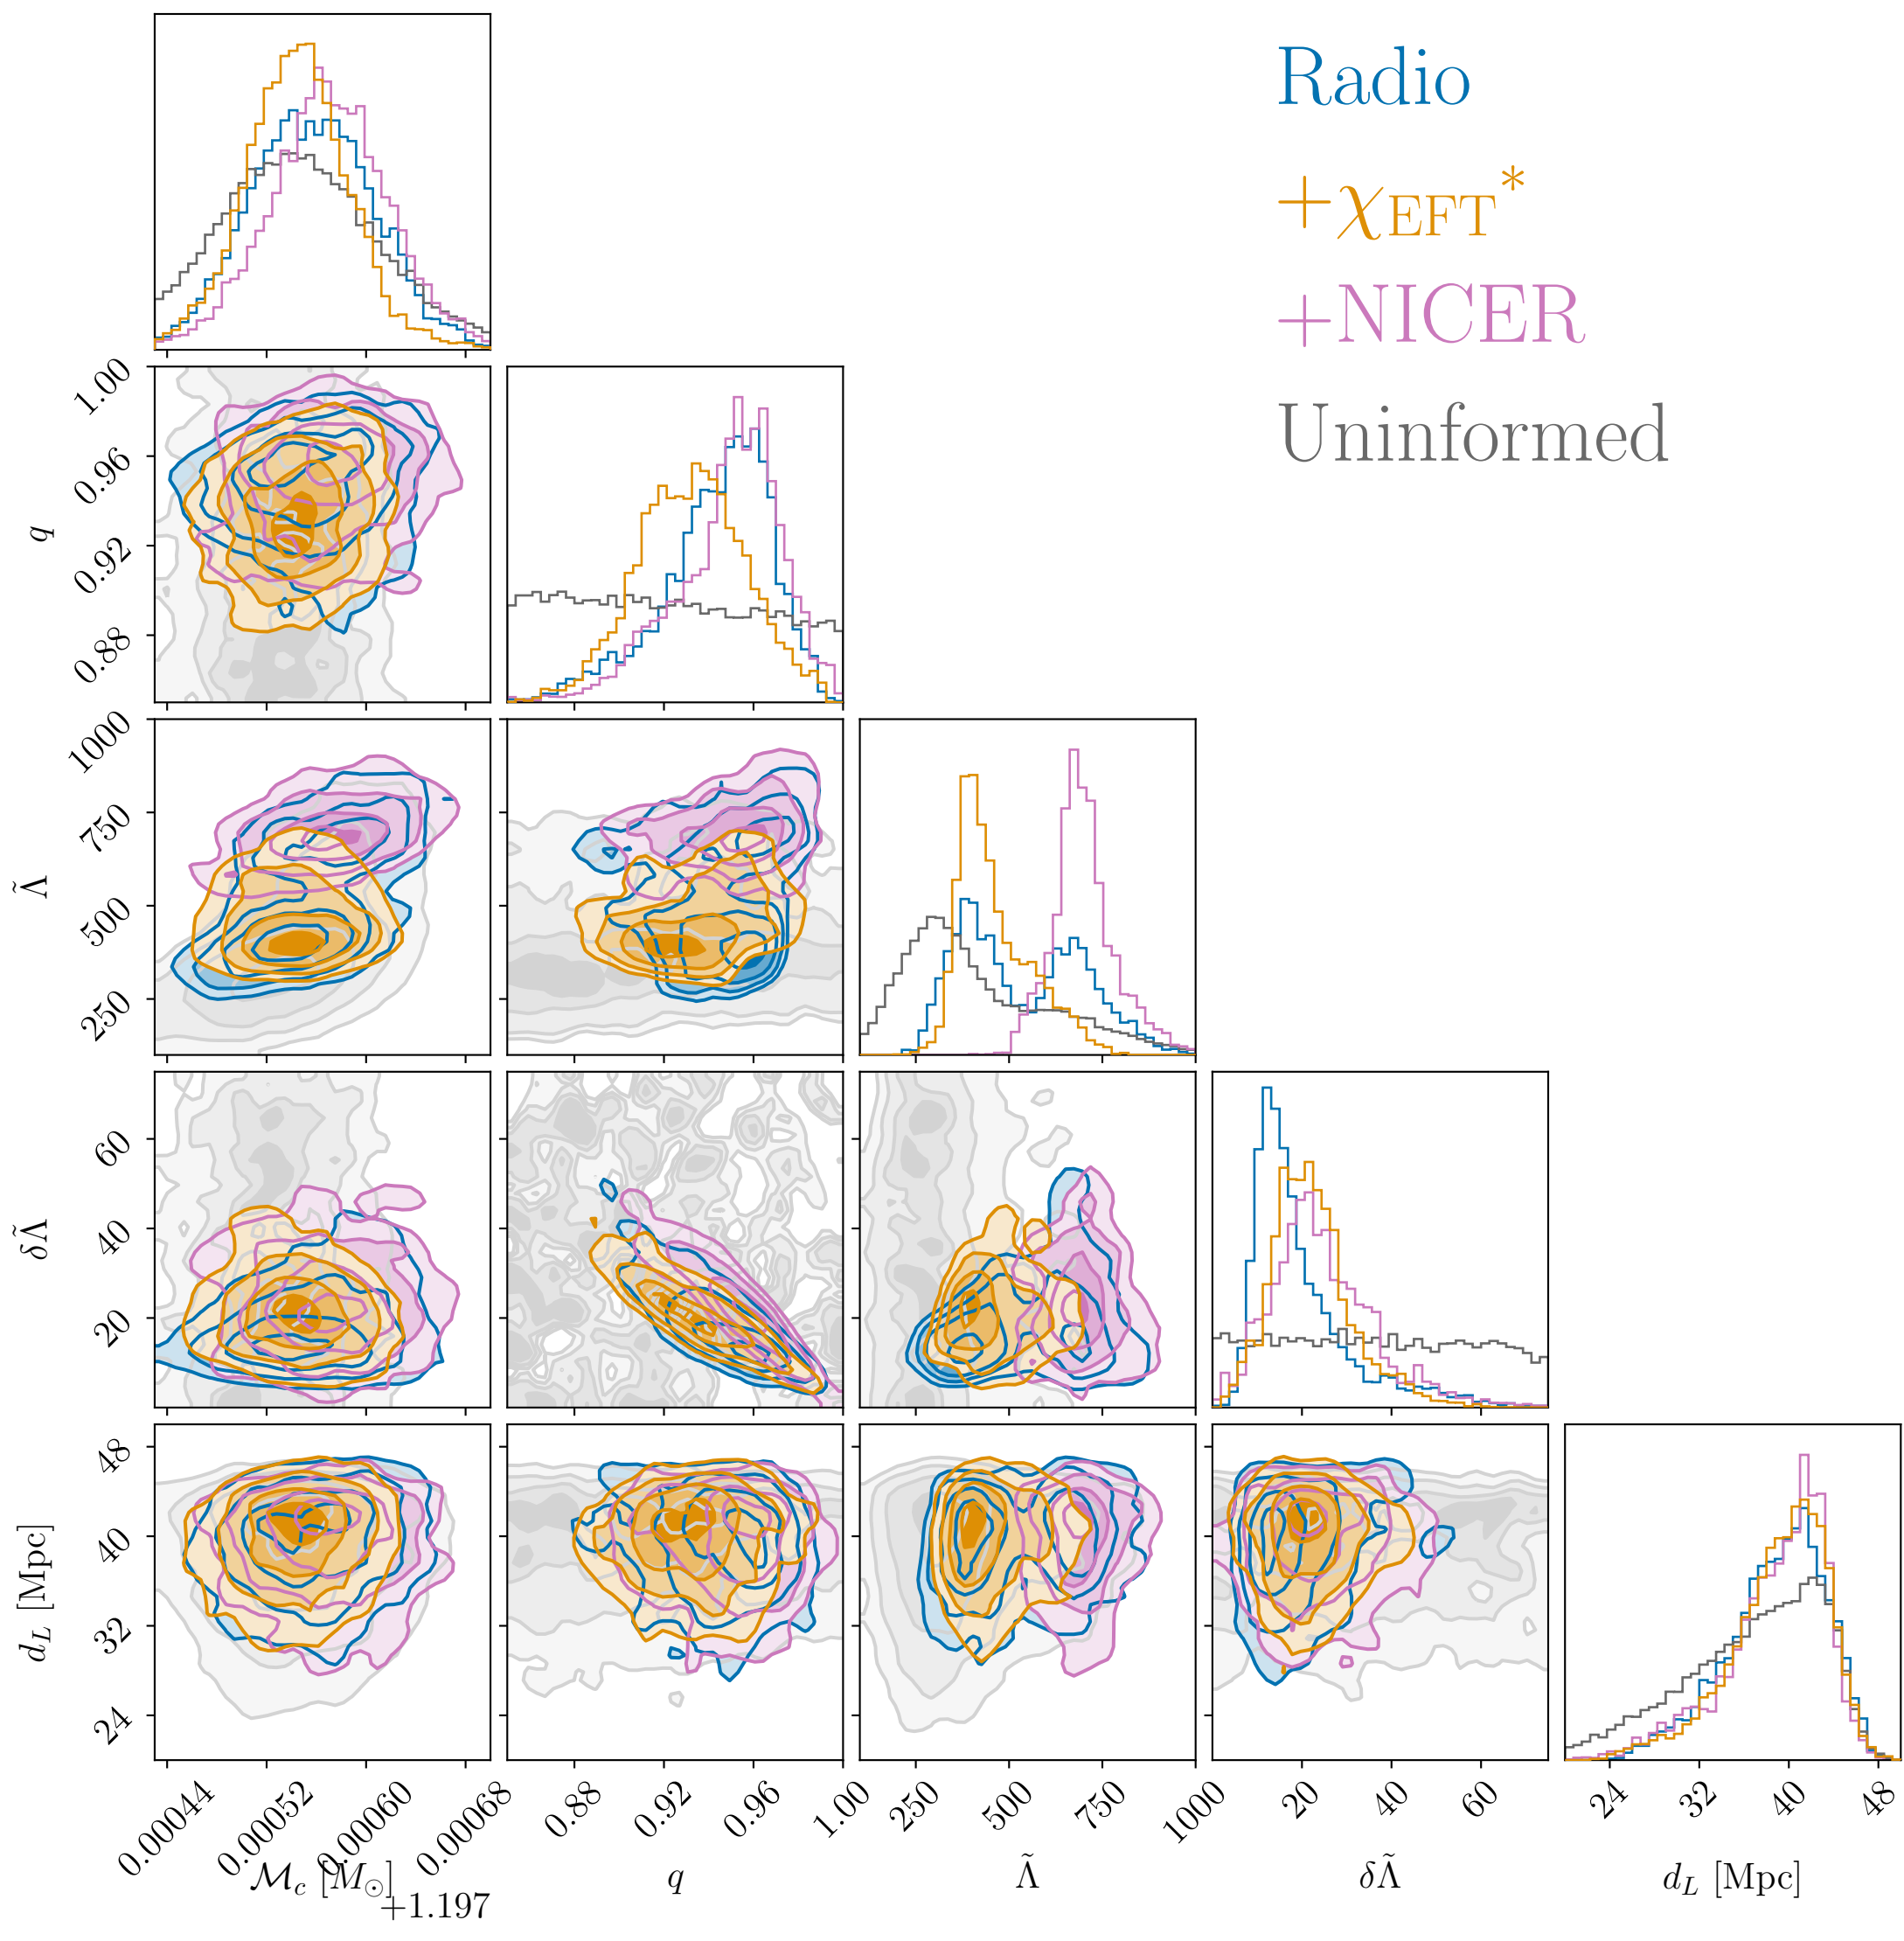 Radio
+χEFT*
+NICER
Uninformed
1.00
0.96
0.92
0.88
q
1000
750
500
250
Λ̃
60
40
20
δΛ̃
48
40
32
24
d_L [Mpc]
0.00044 0.00052 0.00060 0.00068
0.88 0.92 0.96 1.00
250 500 750 1000
20 40 60
24 32 40 48
ℳ_c [M_⊙] q Λ̃ δΛ̃ d_L [Mpc]
+1.197